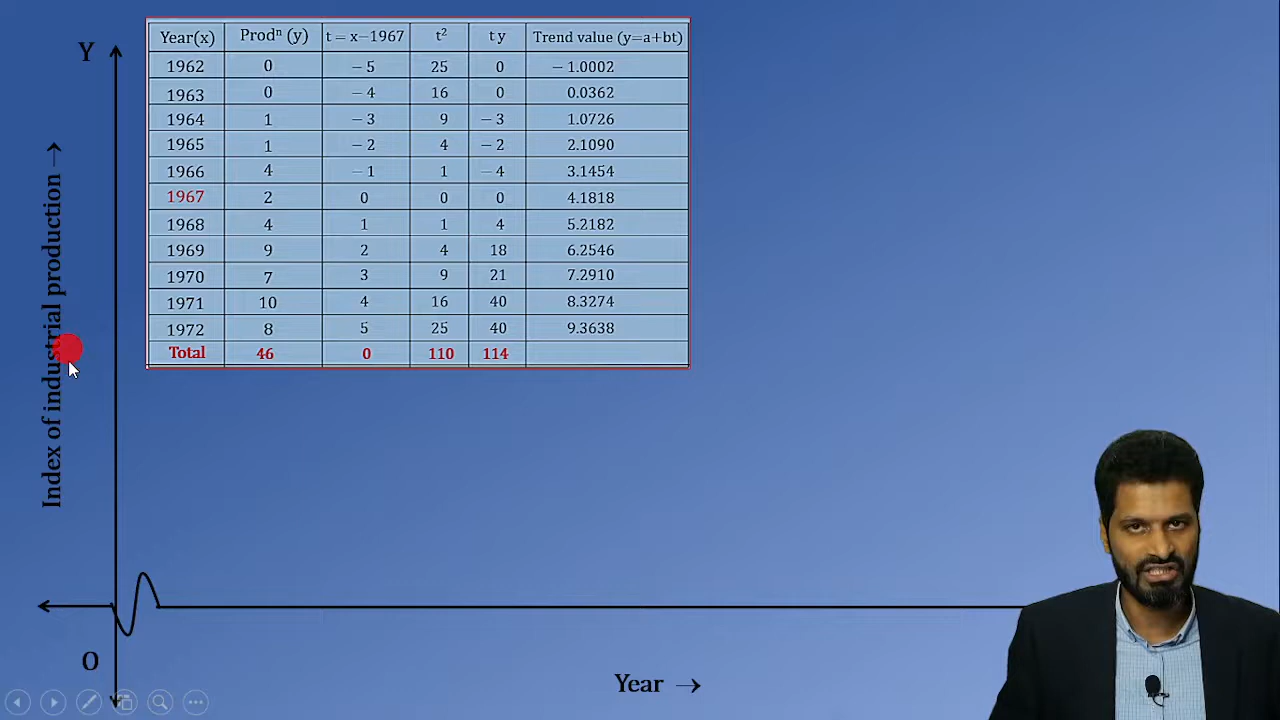 Y
Index of industrial production →
Year(x) Prodⁿ (y) t = x−1967 t² t y Trend value (y=a+bt)
1962 0 −5 25 0 −1.0002
1963 0 −4 16 0 0.0362
1964 1 −3 9 −3 1.0726
1965 1 −2 4 −2 2.1090
1966 4 −1 1 −4 3.1454
1967 2 0 0 0 4.1818
1968 4 1 1 4 5.2182
1969 9 2 4 18 6.2546
1970 7 3 9 21 7.2910
1971 10 4 16 40 8.3274
1972 8 5 25 40 9.3638
Total 46 0 110 114
O
Year →